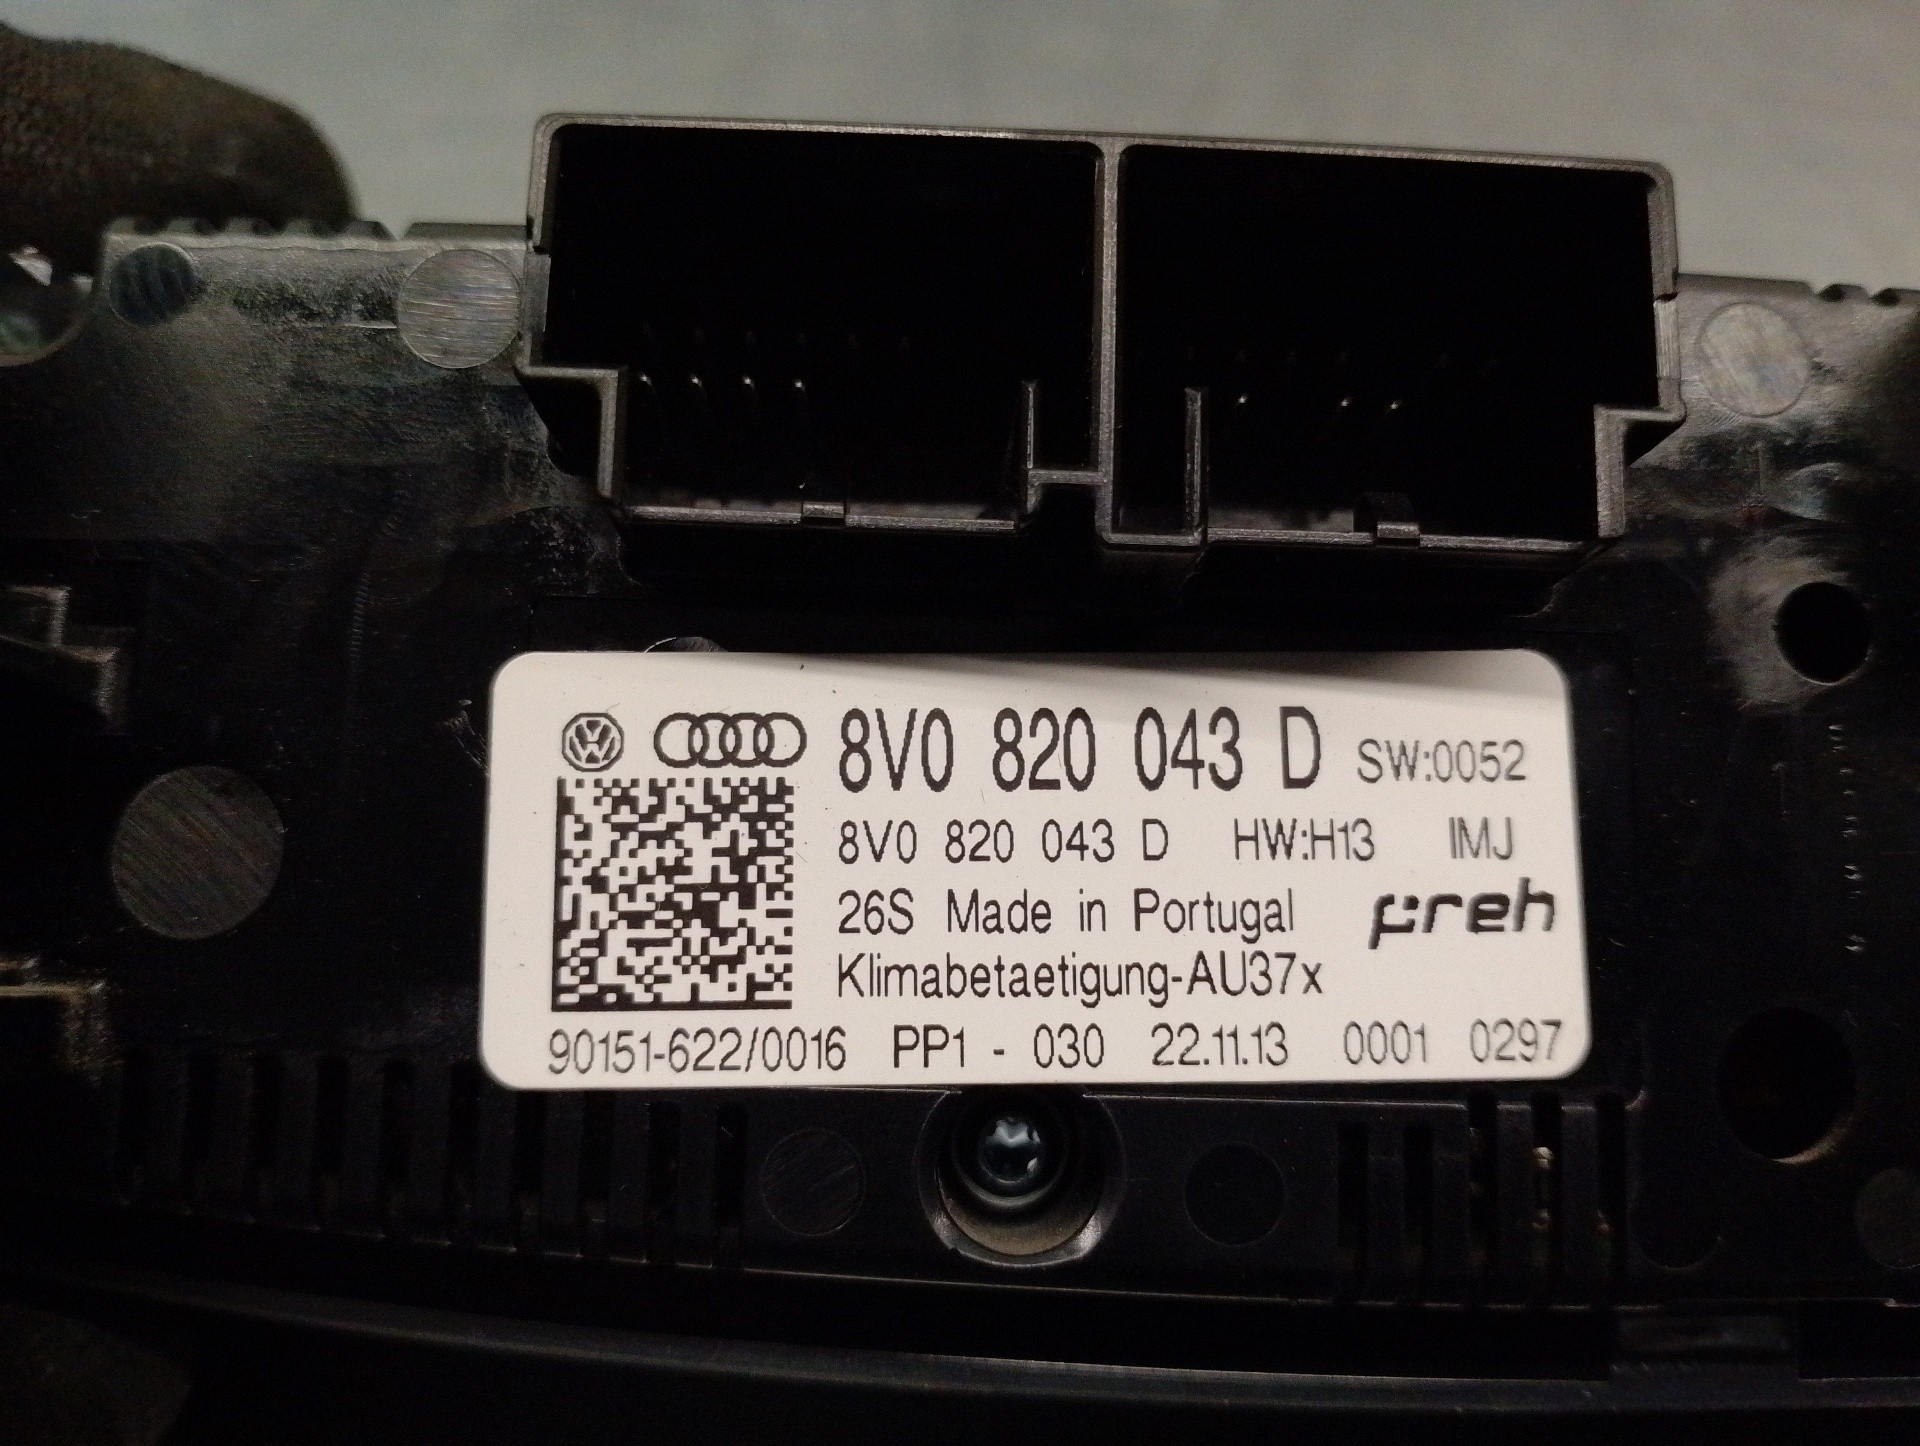 8V0 820 043 D SW:0052
8V0 820 043 D HW:H13 IMJ
26S Made in Portugal preh
Klimabetaetigung-AU37x
90151-622/0016 PP1 - 030 22.11.13 0001 0297